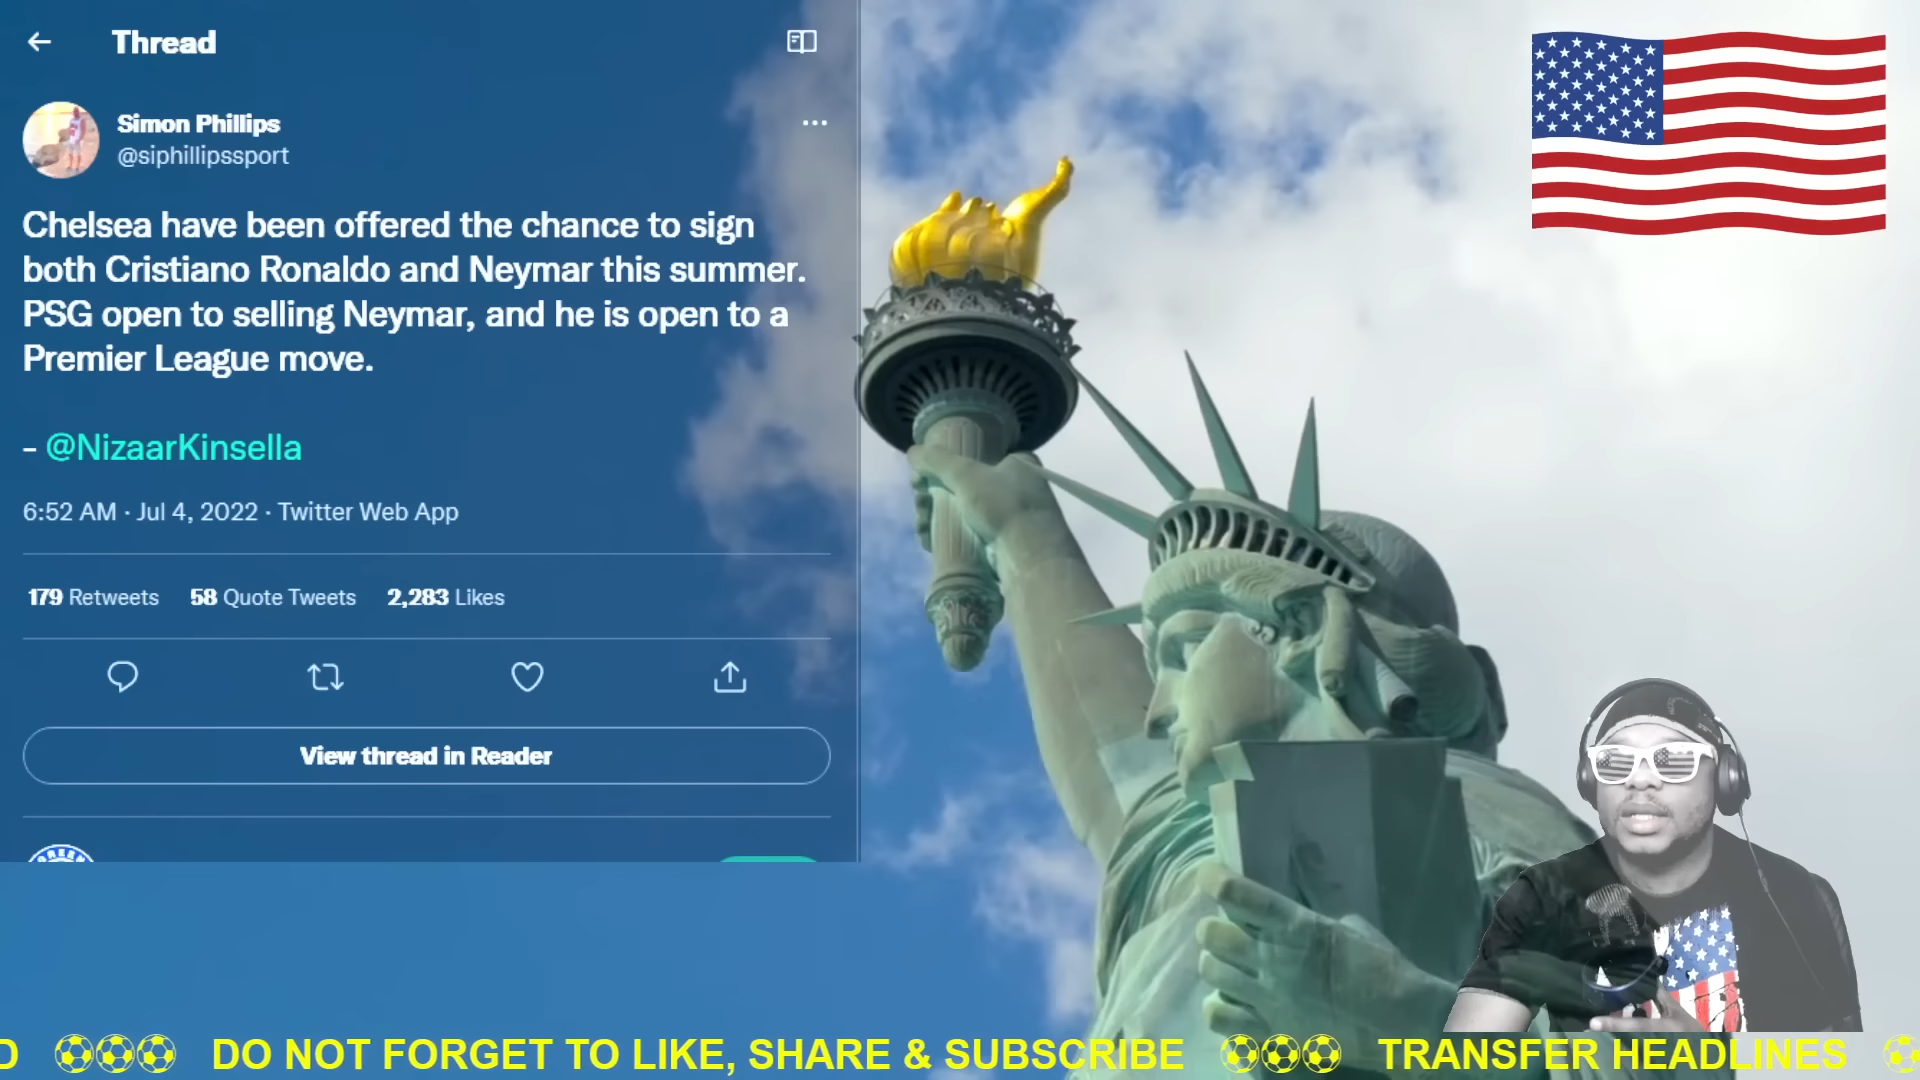 Thread
Simon Phillips
@siphillipssport
Chelsea have been offered the chance to sign
both Cristiano Ronaldo and Neymar this summer.
PSG open to selling Neymar, and he is open to a
Premier League move.
- @NizaarKinsella
6:52 AM · Jul 4, 2022 · Twitter Web App
179 Retweets 58 Quote Tweets 2,283 Likes
View thread in Reader
DO NOT FORGET TO LIKE, SHARE & SUBSCRIBE TRANSFER HEADLINES